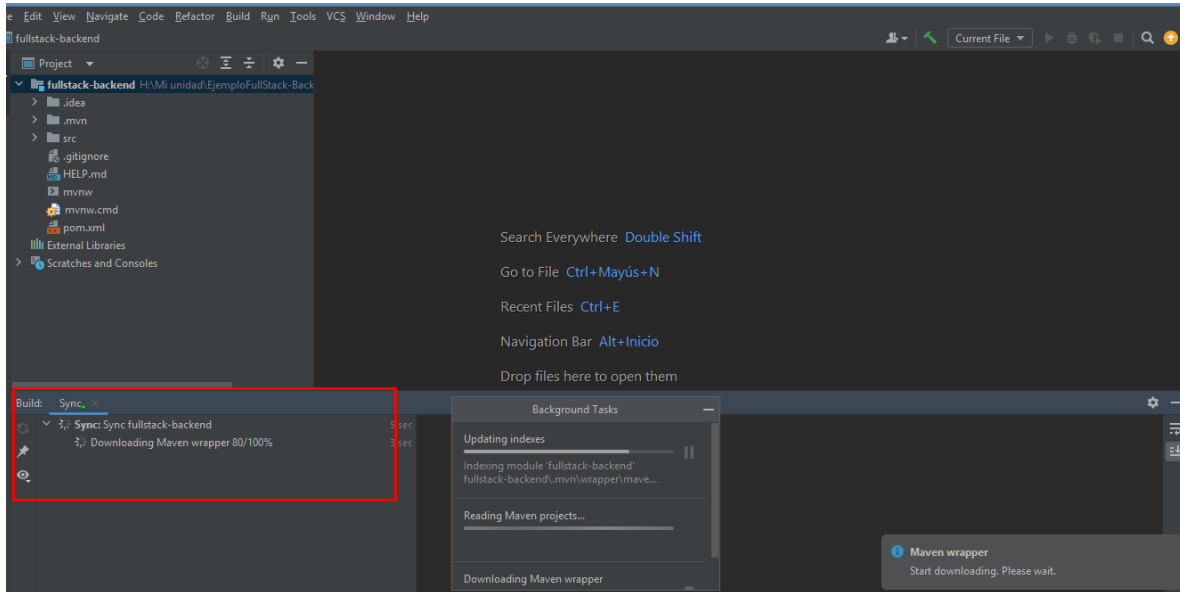 e Edit View Navigate Code Refactor Build Run Tools VCS Window Help
fullstack-backend
Current File
Project
fullstack-backend H:\Mi unidad\EjemploFullStack-Back
.idea
.mvn
src
.gitignore
HELP.md
mvnw
mvnw.cmd
pom.xml
External Libraries
Scratches and Consoles
Search Everywhere Double Shift
Go to File Ctrl+Mayús+N
Recent Files Ctrl+E
Navigation Bar Alt+Inicio
Drop files here to open them
Build: Sync
Sync: Sync fullstack-backend 5 sec
Downloading Maven wrapper 80/100% 3 sec
Background Tasks
Updating indexes
Indexing module 'fullstack-backend'
fullstack-backend\.mvn\wrapper\mave...
Reading Maven projects...
Downloading Maven wrapper
Maven wrapper
Start downloading. Please wait.